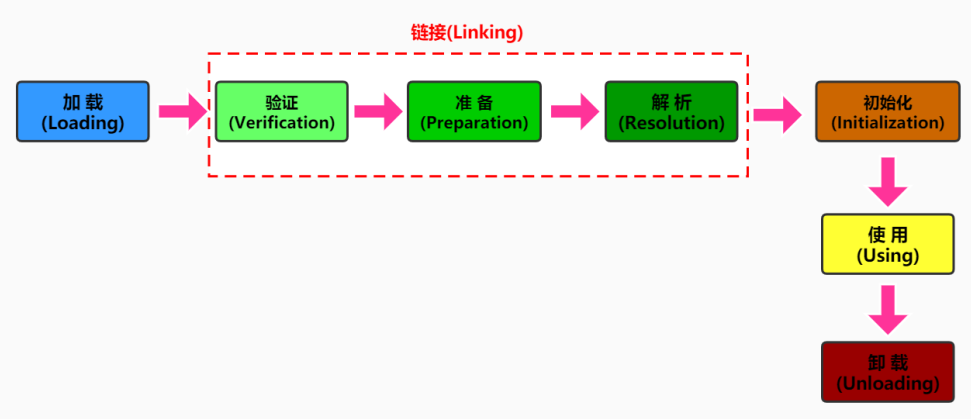 链接(Linking)
加 载
(Loading)
验证
(Verification)
准 备
(Preparation)
解 析
(Resolution)
初始化
(Initialization)
使 用
(Using)
卸 载
(Unloading)